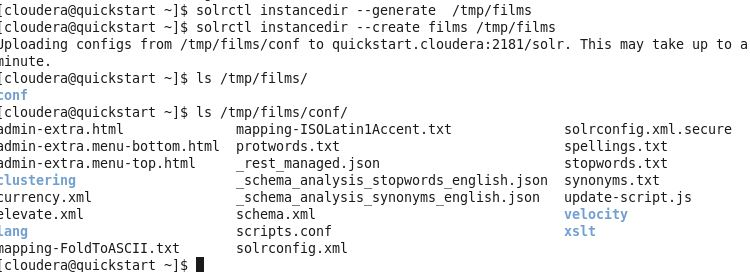 [cloudera@quickstart ~]$ solrctl instancedir --generate  /tmp/films
[cloudera@quickstart ~]$ solrctl instancedir --create films /tmp/films
Uploading configs from /tmp/films/conf to quickstart.cloudera:2181/solr. This may take up to a
minute.
[cloudera@quickstart ~]$ ls /tmp/films/
conf
[cloudera@quickstart ~]$ ls /tmp/films/conf/
admin-extra.html              mapping-ISOLatin1Accent.txt              solrconfig.xml.secure
admin-extra.menu-bottom.html  protwords.txt                            spellings.txt
admin-extra.menu-top.html     _rest_managed.json                       stopwords.txt
clustering                    _schema_analysis_stopwords_english.json  synonyms.txt
currency.xml                  _schema_analysis_synonyms_english.json   update-script.js
elevate.xml                   schema.xml                               velocity
lang                          scripts.conf                             xslt
mapping-FoldToASCII.txt       solrconfig.xml
[cloudera@quickstart ~]$